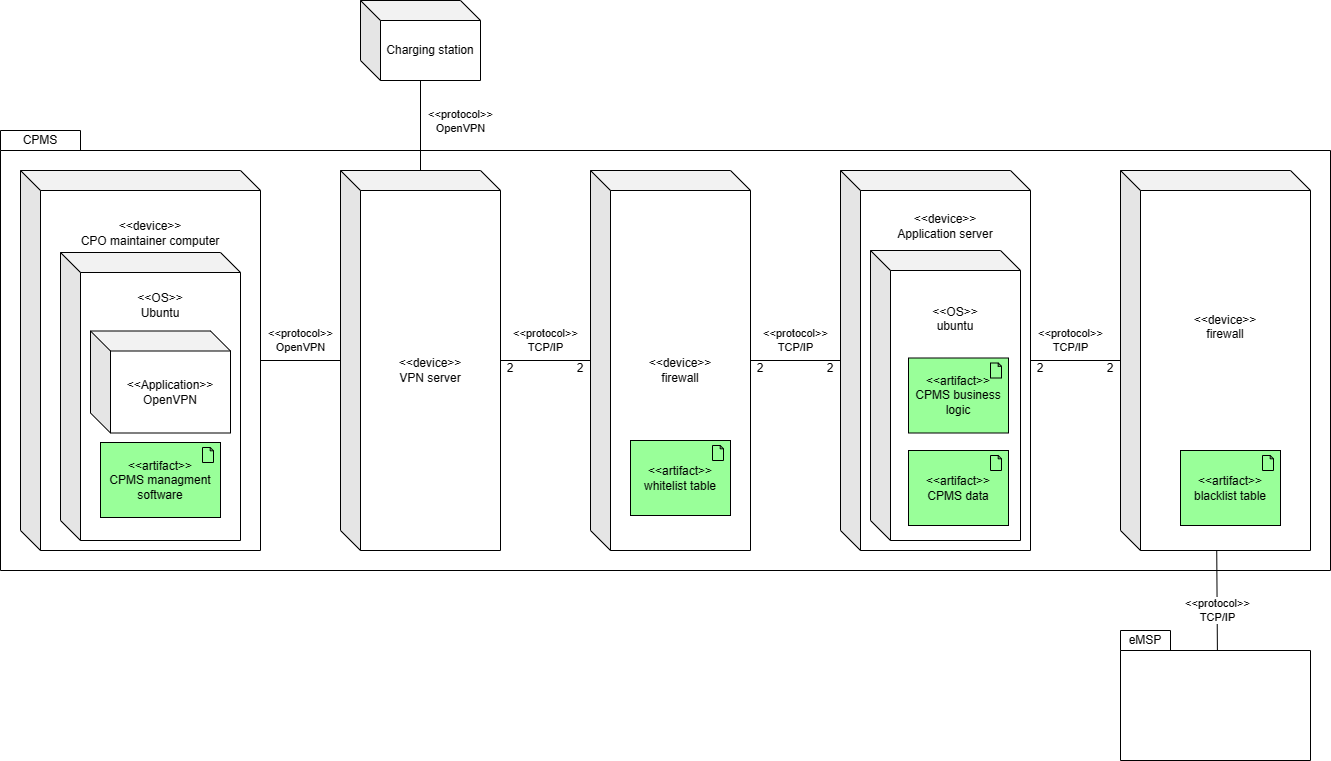 Charging station
<<protocol>>
OpenVPN
CPMS
<<device>>
CPO maintainer computer
<<OS>>
Ubuntu
<<Application>>
OpenVPN
<<artifact>>
CPMS managment
software
<<protocol>>
OpenVPN
<<device>>
VPN server
<<protocol>>
TCP/IP
2
2
<<device>>
firewall
<<artifact>>
whitelist table
<<protocol>>
TCP/IP
2
2
<<device>>
Application server
<<OS>>
ubuntu
<<artifact>>
CPMS business
logic
<<artifact>>
CPMS data
<<protocol>>
TCP/IP
2
2
<<device>>
firewall
<<artifact>>
blacklist table
<<protocol>>
TCP/IP
eMSP